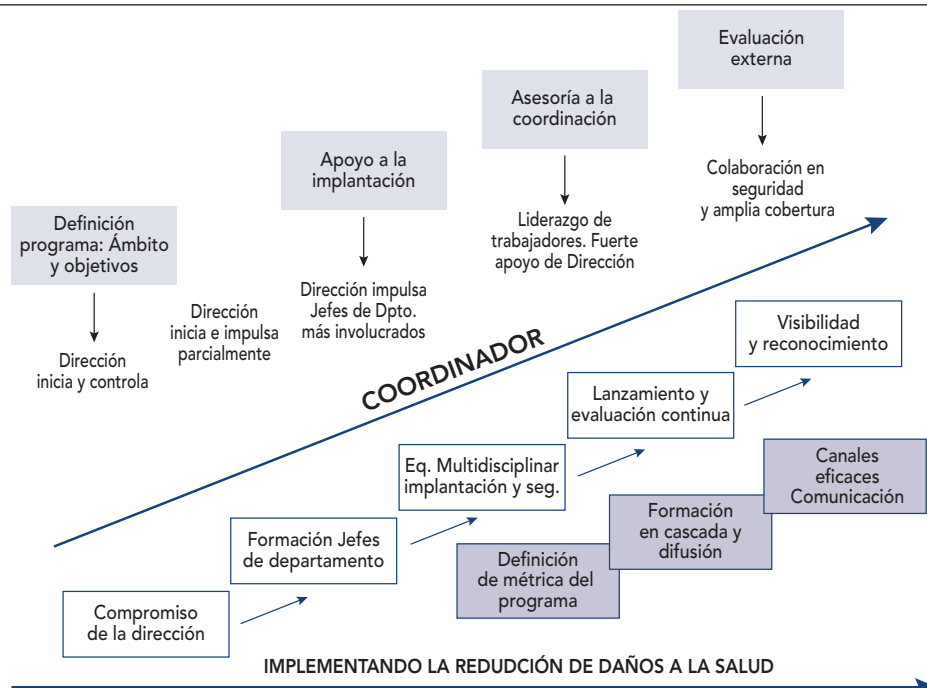 Evaluación
externa
Asesoría a la
coordinación
Apoyo a la
implantación
Definición
programa: Ámbito
y objetivos
Colaboración en
seguridad
y amplia cobertura
Liderazgo de
trabajadores. Fuerte
apoyo de Dirección
Dirección impulsa
Jefes de Dpto.
más involucrados
Dirección
inicia e impulsa
parcialmente
Dirección
inicia y controla
COORDINADOR
Visibilidad
y reconocimiento
Lanzamiento y
evaluación continua
Eq. Multidisciplinar
implantación y seg.
Formación Jefes
de departamento
Compromiso
de la dirección
Canales
eficaces
Comunicación
Formación
en cascada y
difusión
Definición
de métrica del
programa
IMPLEMENTANDO LA REDUDCIÓN DE DAÑOS A LA SALUD